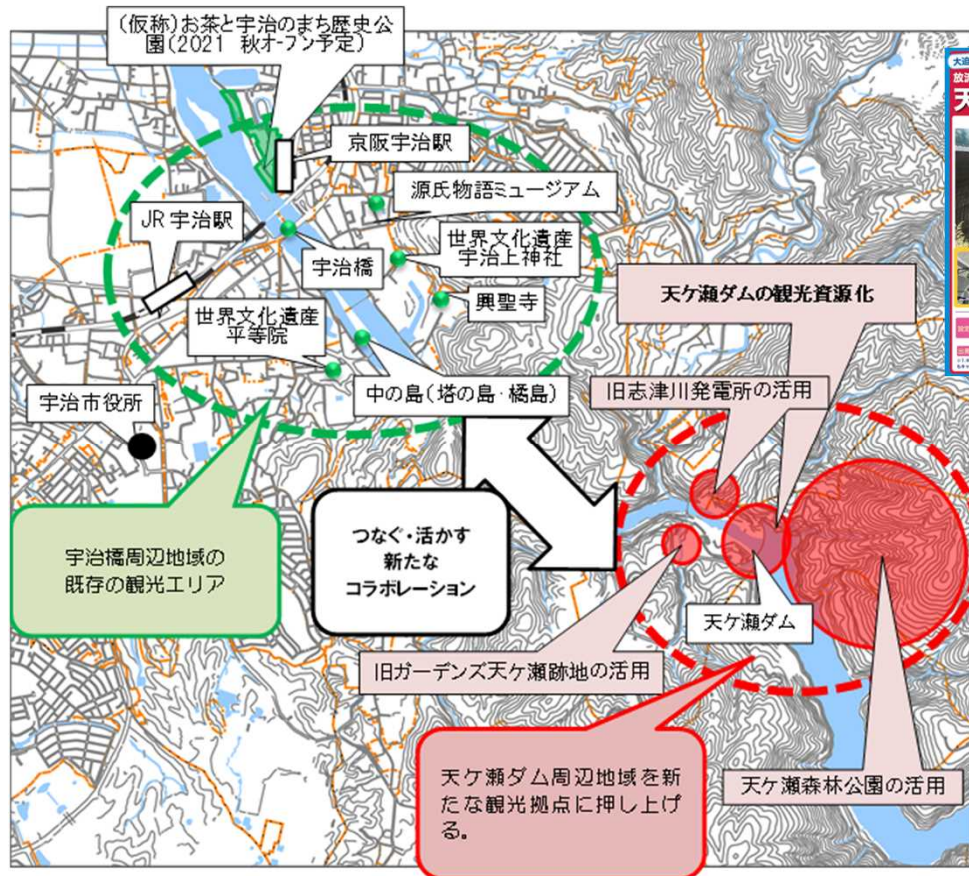 (仮称)お茶と宇治のまち歴史公
園(2021　秋オープン予定)
京阪宇治駅
源氏物語ミュージアム
JR 宇治駅
世界文化遺産
宇治上神社
宇治橋
興聖寺
天ケ瀬ダムの観光資源化
世界文化遺産
平等院
中の島(塔の島・橘島)
旧志津川発電所の活用
宇治市役所
つなぐ・活かす
新たな
コラボレーション
宇治橋周辺地域の
既存の観光エリア
天ケ瀬ダム
旧ガーデンズ天ケ瀬跡地の活用
天ケ瀬ダム周辺地域を新
たな観光拠点に押し上げ
る。
天ケ瀬森林公園の活用
天